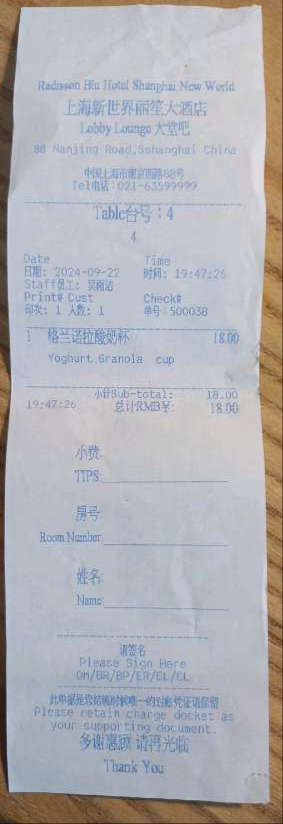 Radisson Blu Hotel Shanghai New World
上海新世界丽笙大酒店
Lobby Lounge 大堂吧
88 Nanjing Road,Sshanghai China
中国上海市南京西路88号
Tel电话:021-63599999
Table台号:4
4
Date Time
日期: 2024-09-22 时间: 19:47:26
Staff员工:
Print# Cust Check#
印次: 1 人数: 1 单号:500038
1 格兰诺拉酸奶杯 18.00
Yoghurt Granola cup
小计Sub-total: 18.00
19:47:26 总计RMB¥: 18.00
小费:
TIPS:
房号:
Room Number:
姓名:
Name:
请签名
Please Sign Here
OM/BR/BP/ER/EL/CL
此单据是您结账时候唯一的对账凭证请保留
Please retain charge docket as
your supporting document.
多谢惠顾 请再光临
Thank You